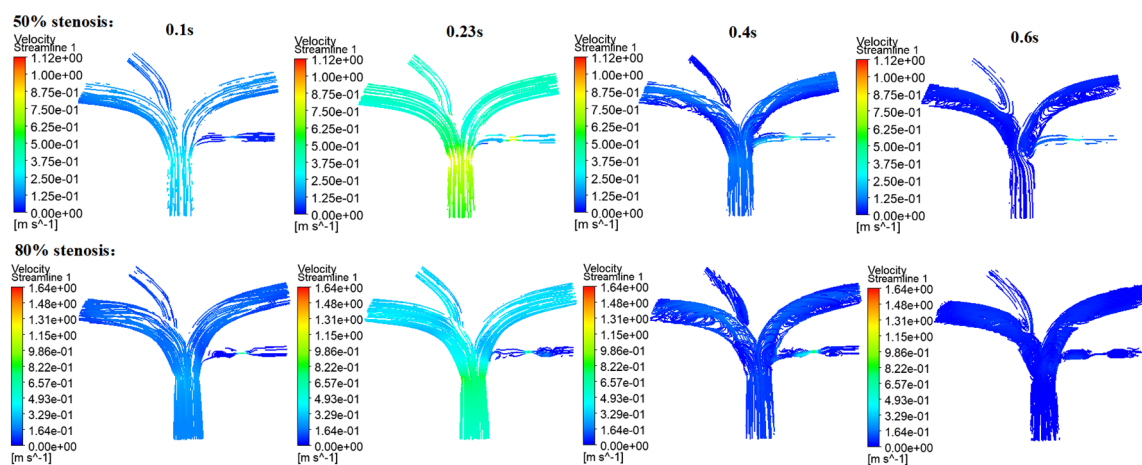 50% stenosis:
0.1s
0.23s
0.4s
0.6s
Velocity
Streamline 1
1.12e+00
1.00e+00
8.75e-01
7.50e-01
6.25e-01
5.00e-01
3.75e-01
2.50e-01
1.25e-01
0.00e+00
[m s^-1]
Velocity
Streamline 1
1.12e+00
1.00e+00
8.75e-01
7.50e-01
6.25e-01
5.00e-01
3.75e-01
2.50e-01
1.25e-01
0.00e+00
[m s^-1]
Velocity
Streamline 1
1.12e+00
1.00e+00
8.75e-01
7.50e-01
6.25e-01
5.00e-01
3.75e-01
2.50e-01
1.25e-01
0.00e+00
[m s^-1]
Velocity
Streamline 1
1.12e+00
1.00e+00
8.75e-01
7.50e-01
6.25e-01
5.00e-01
3.75e-01
2.50e-01
1.25e-01
0.00e+00
[m s^-1]
80% stenosis:
Velocity
Streamline 1
1.64e+00
1.48e+00
1.31e+00
1.15e+00
9.86e-01
8.22e-01
6.57e-01
4.93e-01
3.29e-01
1.64e-01
0.00e+00
[m s^-1]
Velocity
Streamline 1
1.64e+00
1.48e+00
1.31e+00
1.15e+00
9.86e-01
8.22e-01
6.57e-01
4.93e-01
3.29e-01
1.64e-01
0.00e+00
[m s^-1]
Velocity
Streamline 1
1.64e+00
1.48e+00
1.31e+00
1.15e+00
9.86e-01
8.22e-01
6.57e-01
4.93e-01
3.29e-01
1.64e-01
0.00e+00
[m s^-1]
Velocity
Streamline 1
1.64e+00
1.48e+00
1.31e+00
1.15e+00
9.86e-01
8.22e-01
6.57e-01
4.93e-01
3.29e-01
1.64e-01
0.00e+00
[m s^-1]